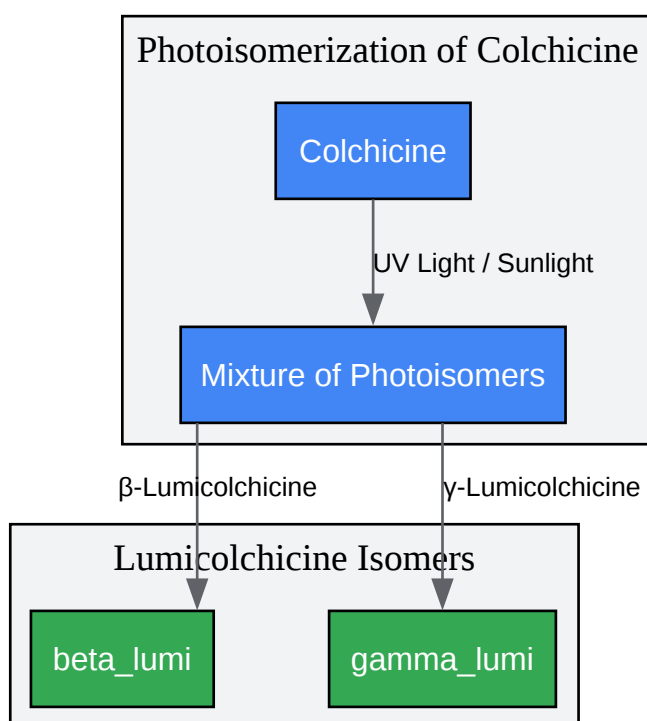 Photoisomerization of Colchicine
Colchicine
UV Light / Sunlight
Mixture of Photoisomers
β-Lumicolchicine
γ-Lumicolchicine
Lumicolchicine Isomers
beta_lumi
gamma_lumi